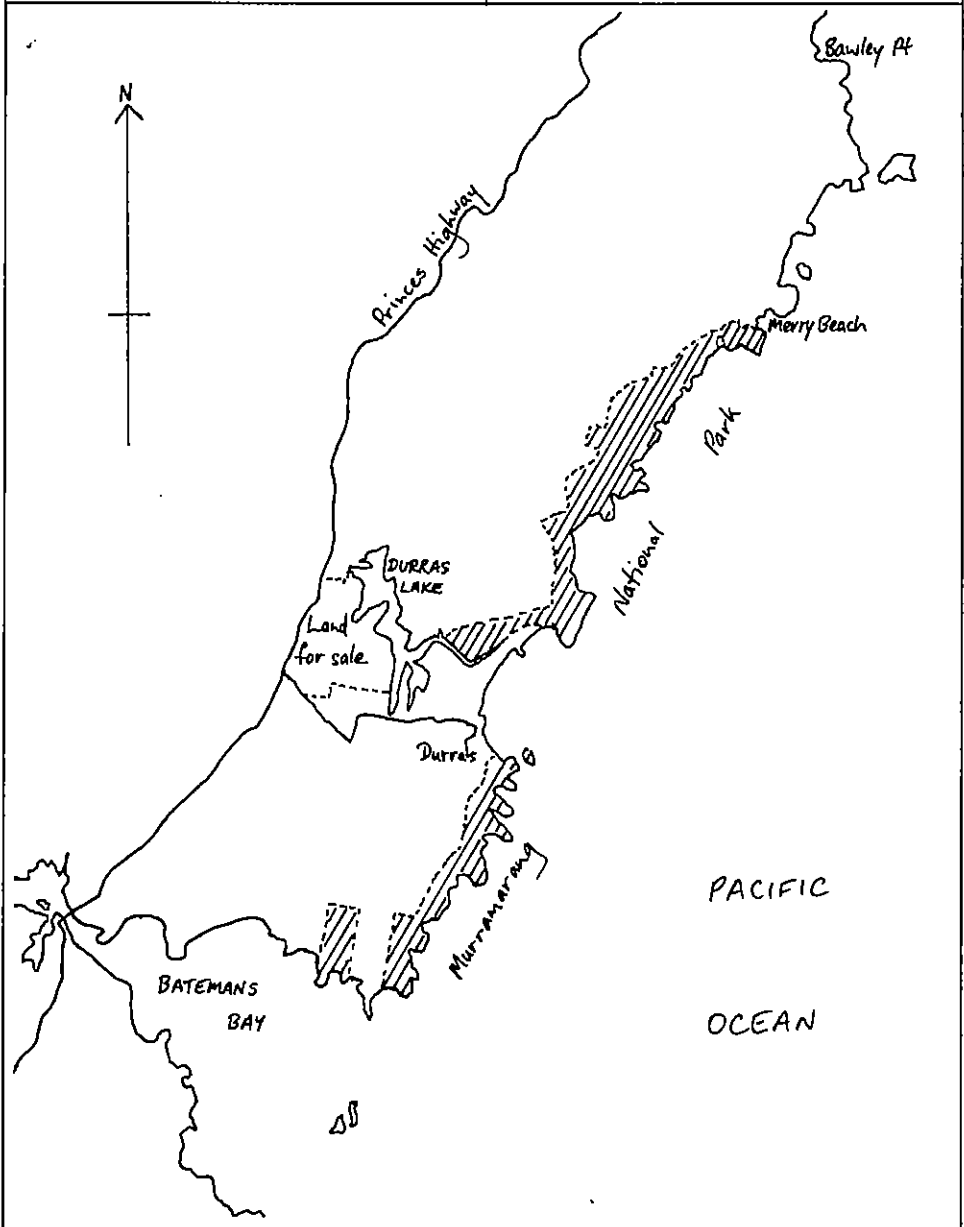 Bawley Pt
N
Princes Highway
Merry Beach
Park
National
DURRAS
LAKE
Land
for sale
Durras
Murramarang
PACIFIC
OCEAN
BATEMANS
BAY